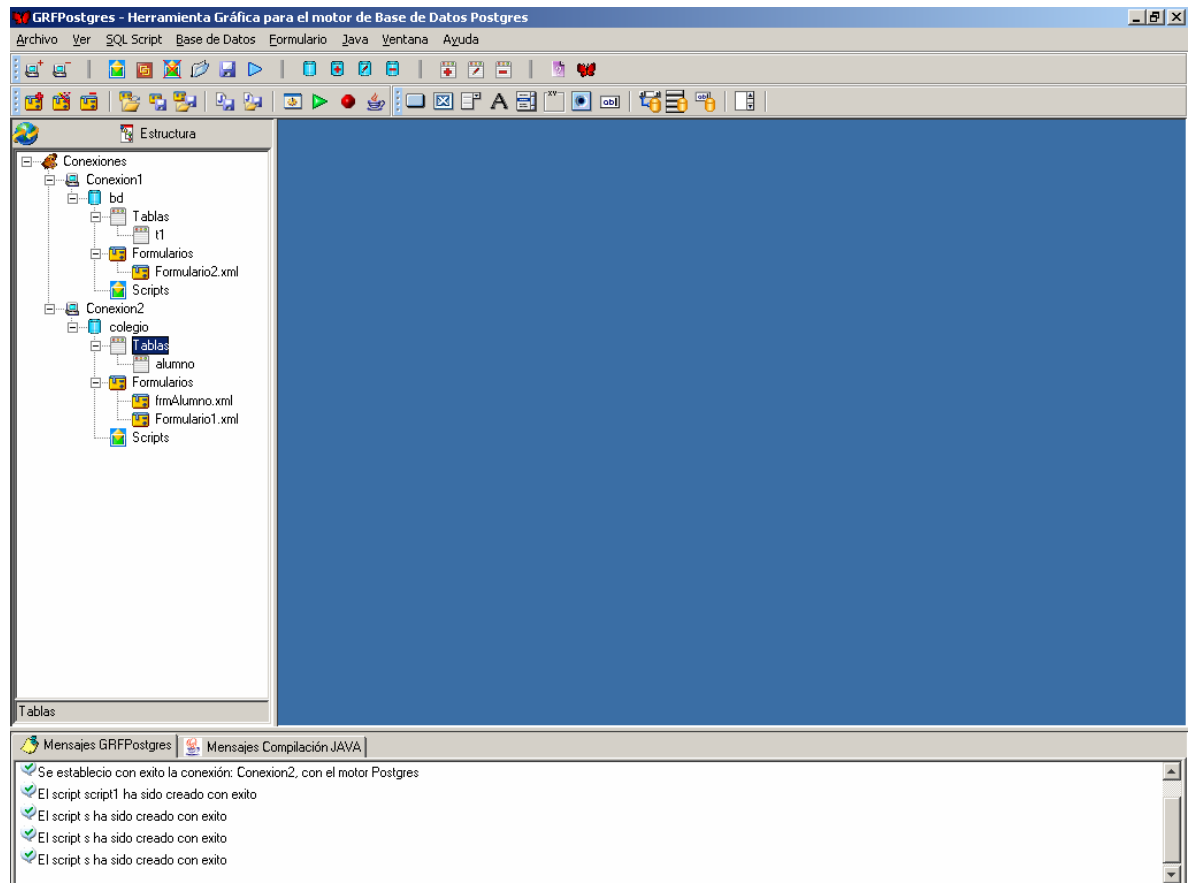 GRFPostgres - Herramienta Gráfica para el motor de Base de Datos Postgres
Archivo Ver SQL Script Base de Datos Formulario Java Ventana Ayuda
Estructura
Conexiones
Conexion1
bd
Tablas
t1
Formularios
Formulario2.xml
Scripts
Conexion2
colegio
Tablas
alumno
Formularios
frmAlumno.xml
Formulario1.xml
Scripts
Tablas
Mensajes GRFPostgres Mensajes Compilación JAVA
Se establecio con exito la conexión: Conexion2, con el motor Postgres
El script script1 ha sido creado con exito
El script s ha sido creado con exito
El script s ha sido creado con exito
El script s ha sido creado con exito